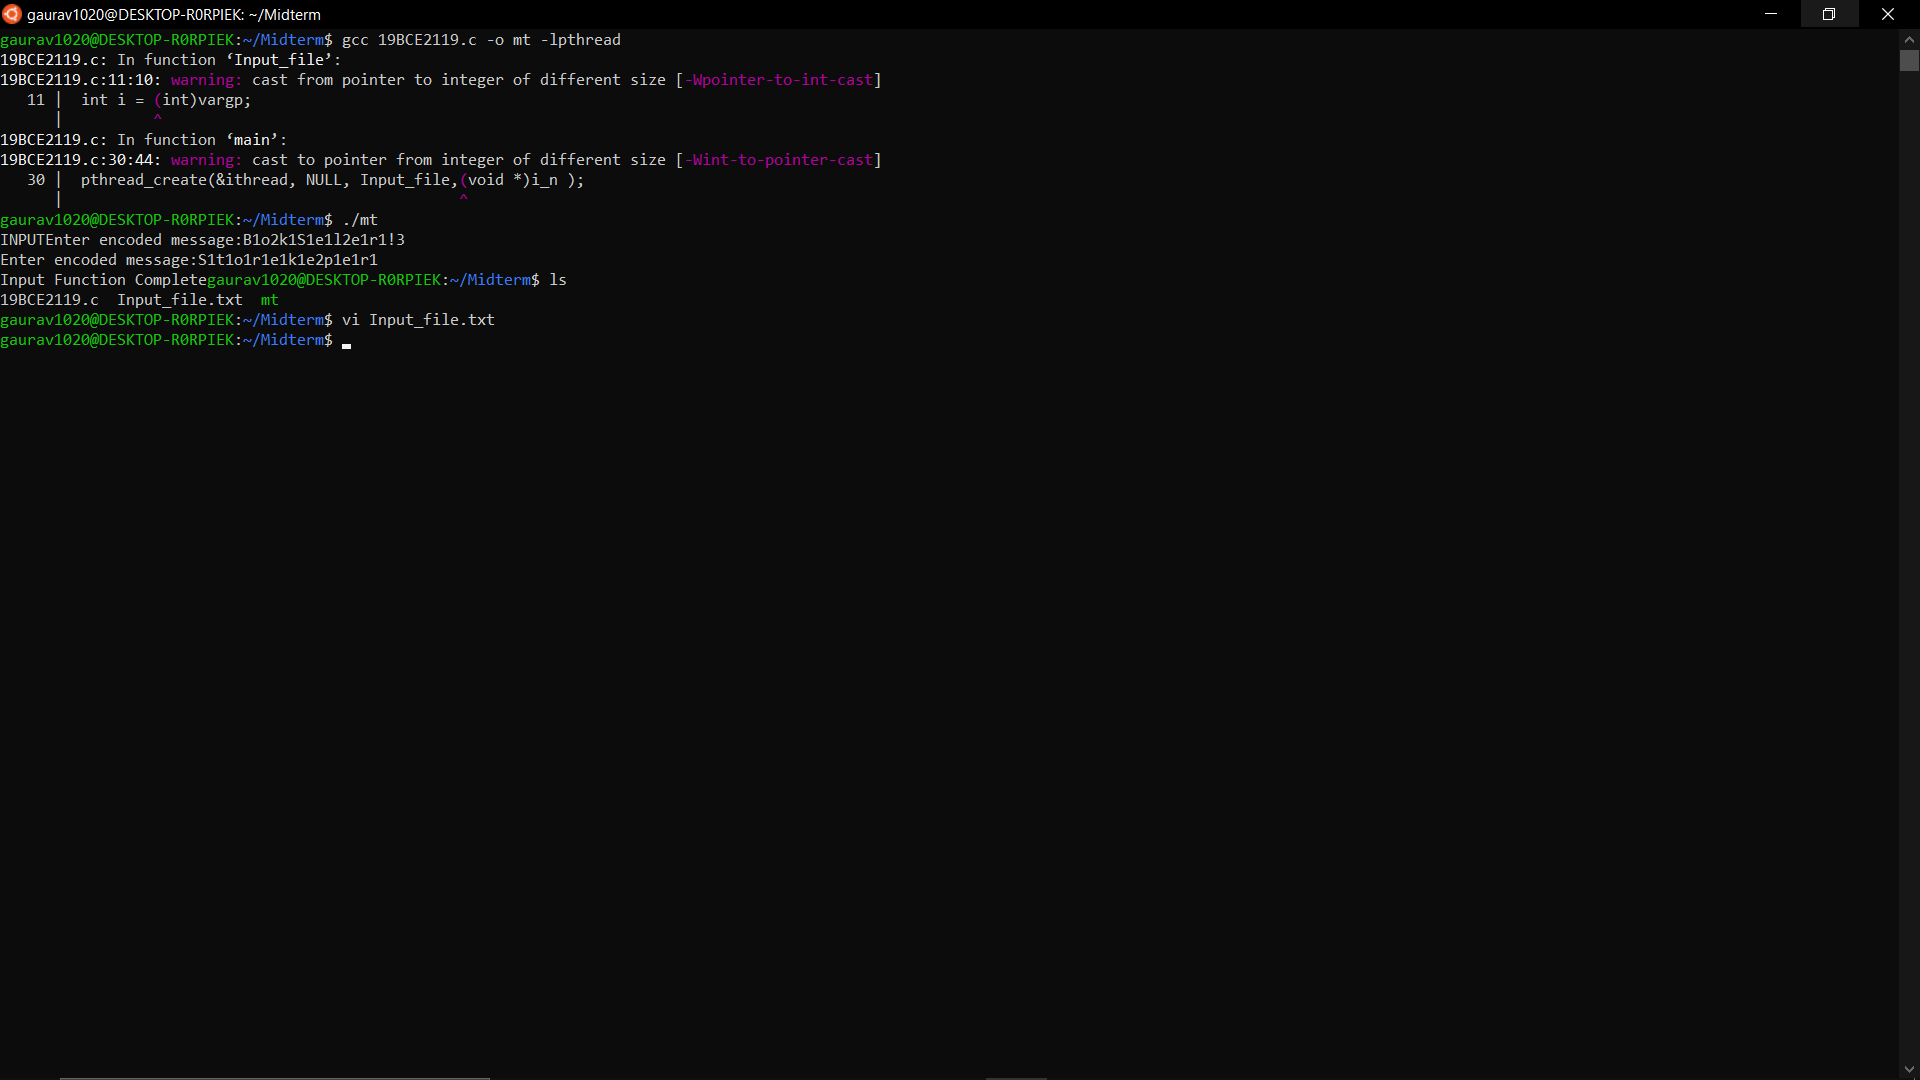 gaurav1020@DESKTOP-R0RPIEK: ~/Midterm
gaurav1020@DESKTOP-R0RPIEK:~/Midterm$ gcc 19BCE2119.c -o mt -lpthread
19BCE2119.c: In function ‘Input_file’:
19BCE2119.c:11:10: warning: cast from pointer to integer of different size [-Wpointer-to-int-cast]
   11 |  int i = (int)vargp;
      |          ^
19BCE2119.c: In function ‘main’:
19BCE2119.c:30:44: warning: cast to pointer from integer of different size [-Wint-to-pointer-cast]
   30 |  pthread_create(&ithread, NULL, Input_file,(void *)i_n );
      |                                            ^
gaurav1020@DESKTOP-R0RPIEK:~/Midterm$ ./mt
INPUTEnter encoded message:B1o2k1S1e1l2e1r1!3
Enter encoded message:S1t1o1r1e1k1e2p1e1r1
Input Function Completegaurav1020@DESKTOP-R0RPIEK:~/Midterm$ ls
19BCE2119.c  Input_file.txt  mt
gaurav1020@DESKTOP-R0RPIEK:~/Midterm$ vi Input_file.txt
gaurav1020@DESKTOP-R0RPIEK:~/Midterm$